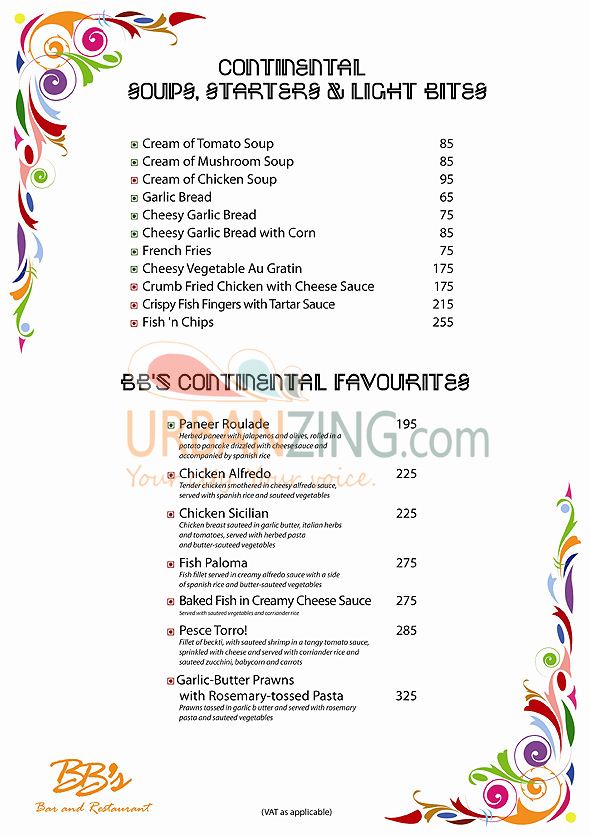 CONTINENTAL
SOUPS, STARTERS & LIGHT BITES
Cream of Tomato Soup 85
Cream of Mushroom Soup 85
Cream of Chicken Soup 95
Garlic Bread 65
Cheesy Garlic Bread 75
Cheesy Garlic Bread with Corn 85
French Fries 75
Cheesy Vegetable Au Gratin 175
Crumb Fried Chicken with Cheese Sauce 175
Crispy Fish Fingers with Tartar Sauce 215
Fish 'n Chips 255
BB'S CONTINENTAL FAVOURITES
URBANZING.com
Paneer Roulade 195
Herbed paneer with jalapenos and olives, rolled in a
potato pancake drizzled with cheese sauce and
accompanied by spanish rice
Your voice.
Chicken Alfredo 225
Tender chicken smothered in cheesy alfredo sauce,
served with spanish rice and sauteed vegetables
Chicken Sicilian 225
Chicken breast sauteed in garlic butter, italian herbs
and tomatoes, served with herbed pasta
and butter-sauteed vegetables
Fish Paloma 275
Fish fillet served in creamy alfredo sauce with a side
of spanish rice and butter-sauteed vegetables
Baked Fish in Creamy Cheese Sauce 275
Served with sauteed vegetables and corriander rice
Pesce Torro! 285
Fillet of beckti, with sauteed shrimp in a tangy tomato sauce,
sprinkled with cheese and served with corriander rice and
sauteed zucchini, babycorn and carrots
Garlic-Butter Prawns
with Rosemary-tossed Pasta 325
Prawns tossed in garlic b utter and served with rosemary
pasta and sauteed vegetables
BB's
Bar and Restaurant
(VAT as applicable)